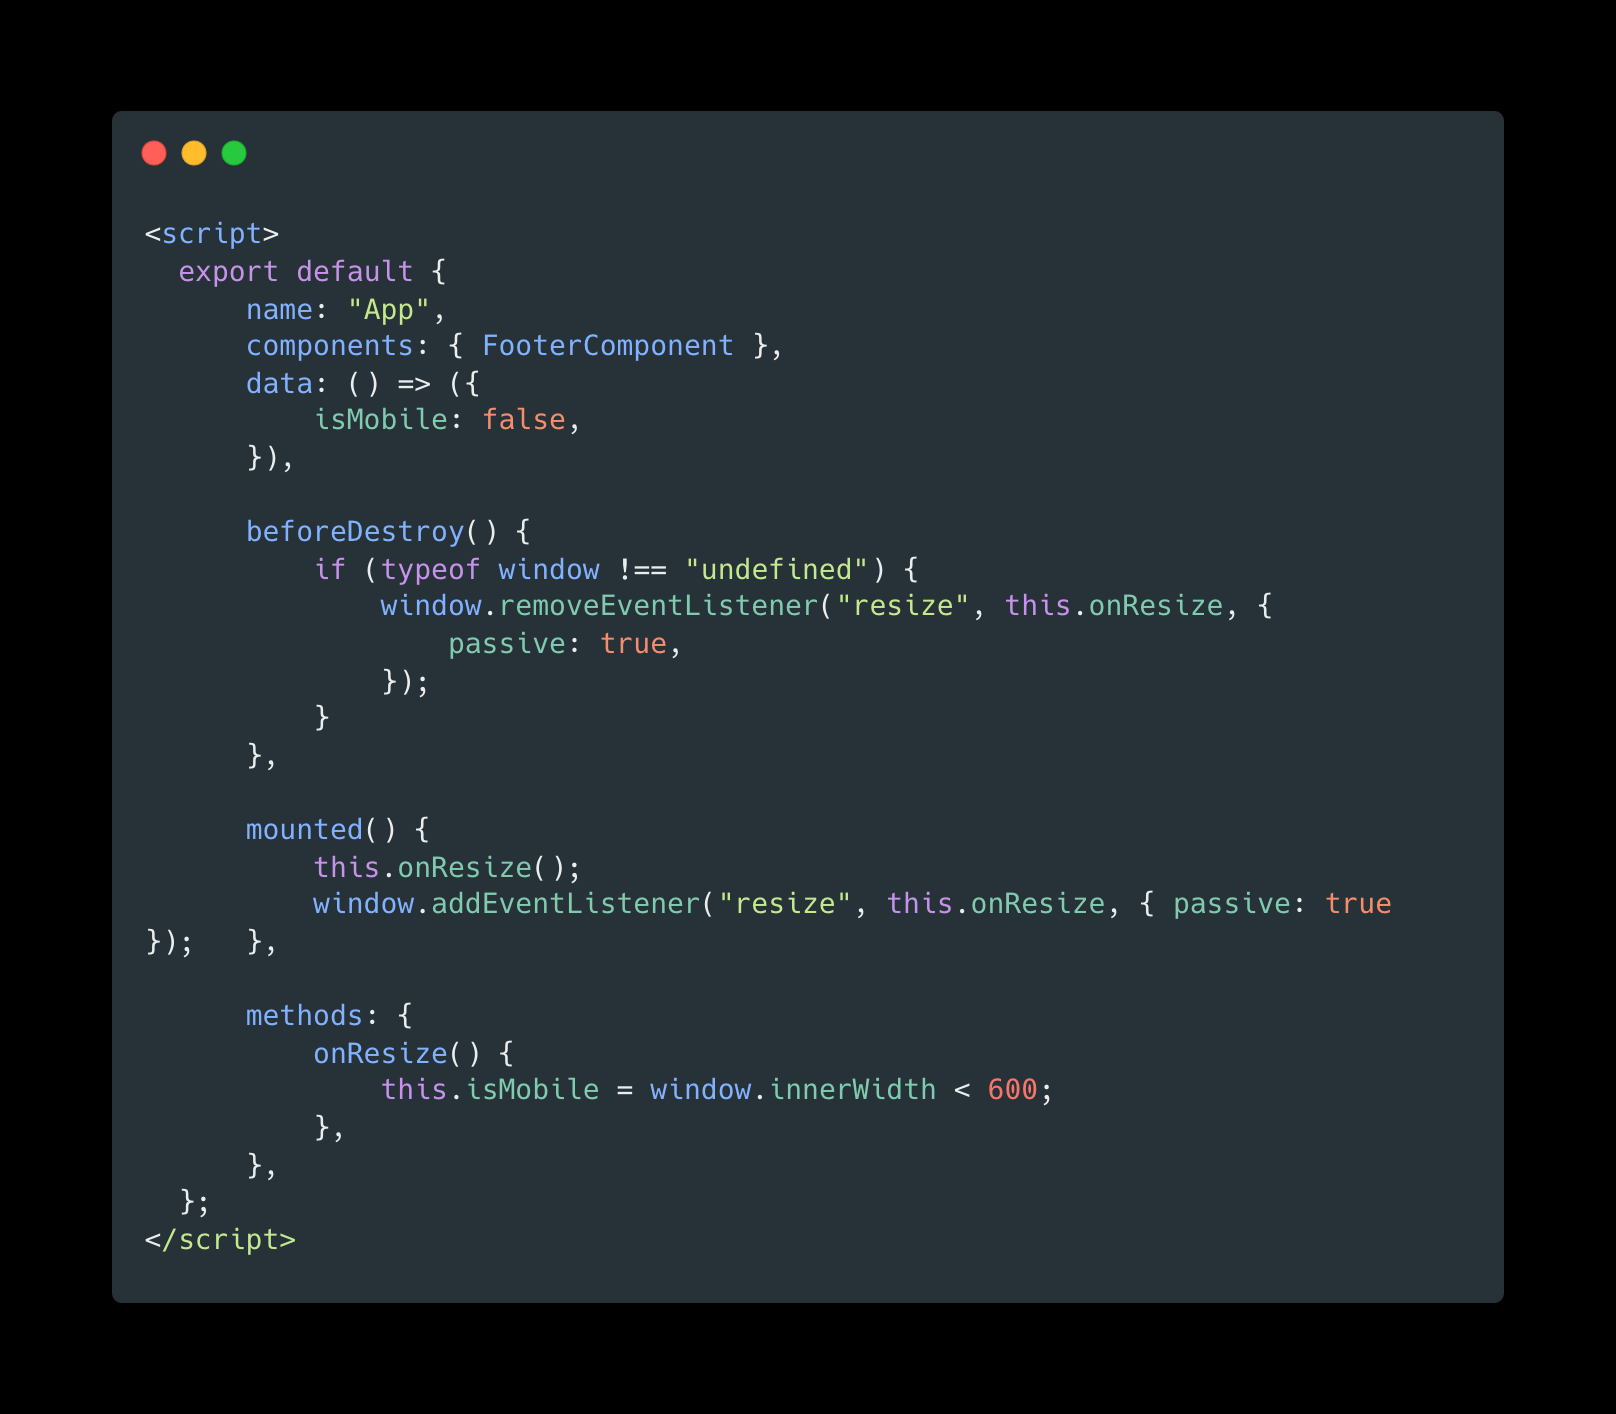 <script>
  export default {
      name: "App",
      components: { FooterComponent },
      data: () => ({
          isMobile: false,
      }),

      beforeDestroy() {
          if (typeof window !== "undefined") {
              window.removeEventListener("resize", this.onResize, {
                  passive: true,
              });
          }
      },

      mounted() {
          this.onResize();
          window.addEventListener("resize", this.onResize, { passive: true
});   },

      methods: {
          onResize() {
              this.isMobile = window.innerWidth < 600;
          },
      },
  };
</script>